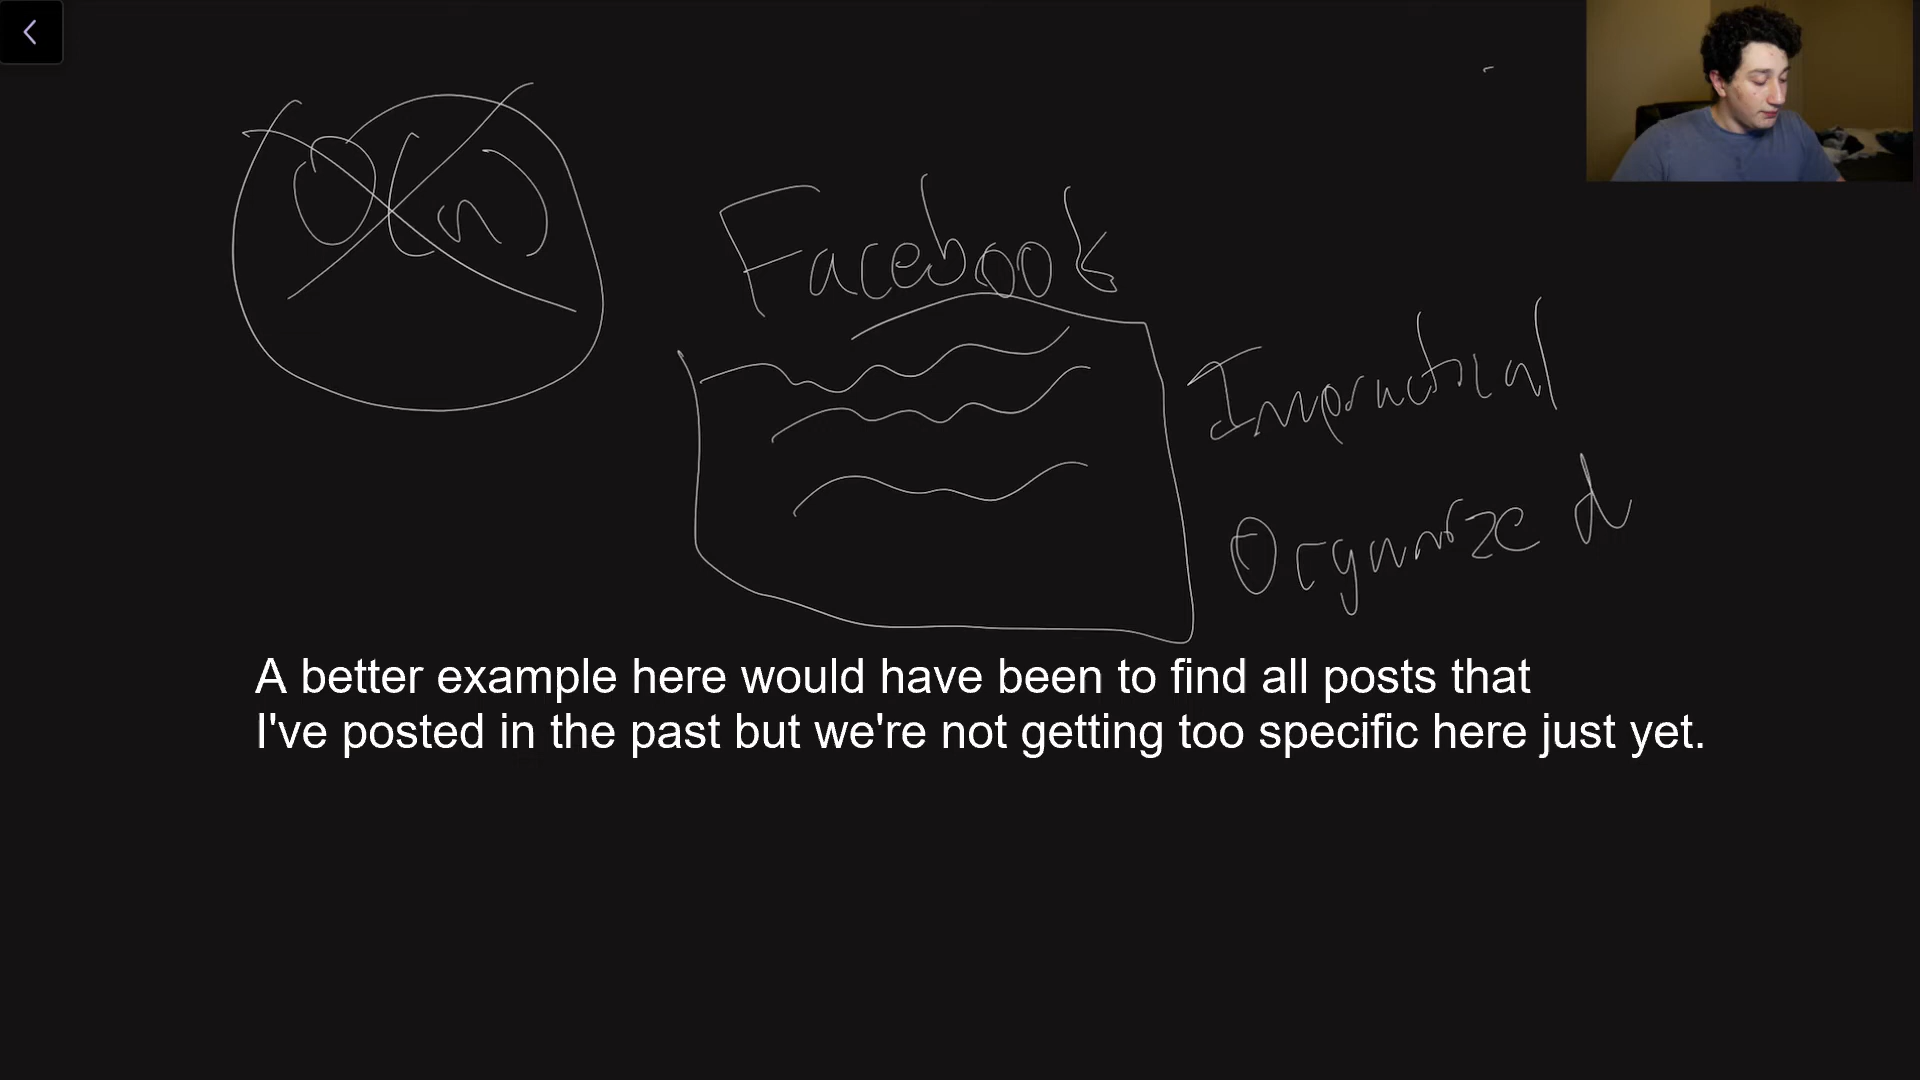 O(n)
Facebook
Impractical
Organized
A better example here would have been to find all posts that
I've posted in the past but we're not getting too specific here just yet.